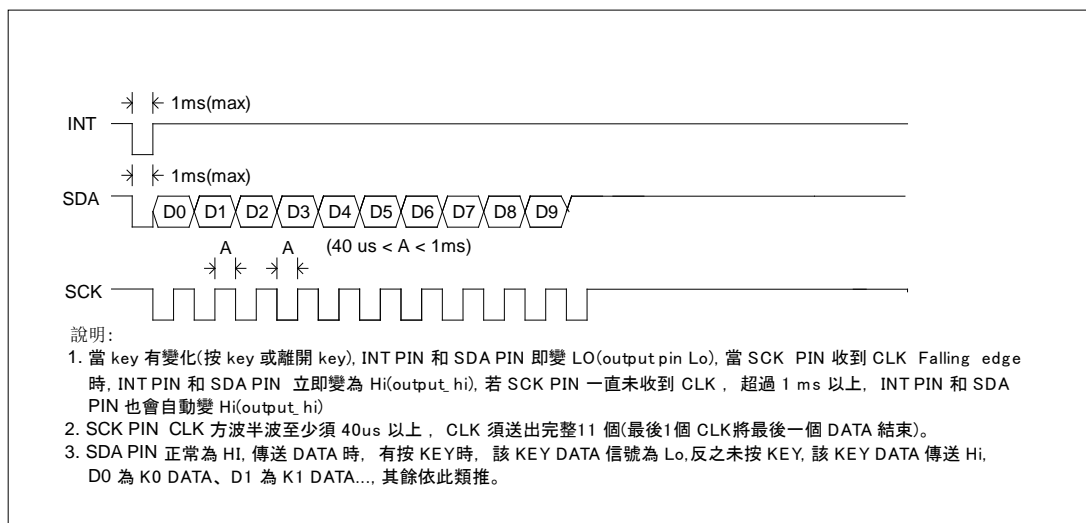 1ms(max)
INT
1ms(max)
SDA
D0 D1 D2 D3 D4 D5 D6 D7 D8 D9
A A (40 us < A < 1ms)
SCK
說明:
1. 當 key 有變化(按 key 或離開 key), INT PIN 和 SDA PIN 即變 LO(output pin Lo), 當 SCK PIN 收到 CLK Falling edge
時, INT PIN 和 SDA PIN 立即變為 Hi(output_hi), 若 SCK PIN 一直未收到 CLK , 超過 1 ms 以上, INT PIN 和 SDA
PIN 也會自動變 Hi(output_hi)
2. SCK PIN CLK 方波半波至少須 40us 以上 , CLK 須送出完整11 個(最後1個 CLK將最後一個 DATA 結束)。
3. SDA PIN 正常為 HI, 傳送 DATA 時, 有按 KEY時, 該 KEY DATA 信號為 Lo,反之未按 KEY, 該 KEY DATA 傳送 Hi,
D0 為 K0 DATA、D1 為 K1 DATA..., 其餘依此類推。